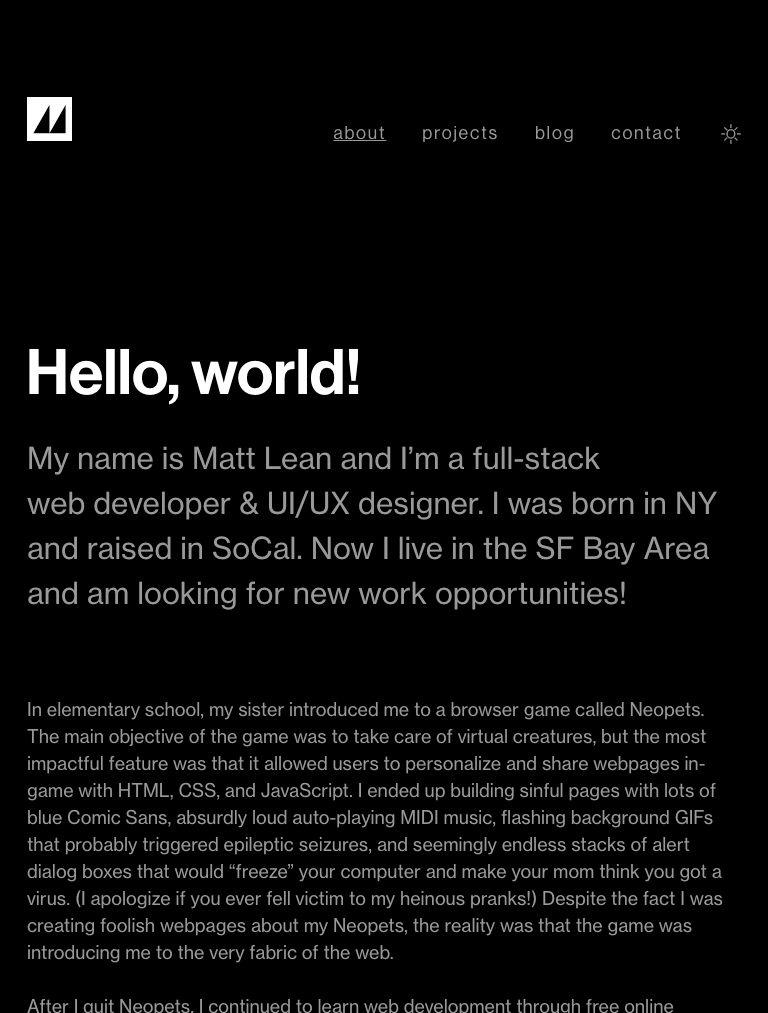 about projects blog contact
Hello, world!
My name is Matt Lean and I’m a full-stack
web developer & UI/UX designer. I was born in NY
and raised in SoCal. Now I live in the SF Bay Area
and am looking for new work opportunities!
In elementary school, my sister introduced me to a browser game called Neopets.
The main objective of the game was to take care of virtual creatures, but the most
impactful feature was that it allowed users to personalize and share webpages in-
game with HTML, CSS, and JavaScript. I ended up building sinful pages with lots of
blue Comic Sans, absurdly loud auto-playing MIDI music, flashing background GIFs
that probably triggered epileptic seizures, and seemingly endless stacks of alert
dialog boxes that would “freeze” your computer and make your mom think you got a
virus. (I apologize if you ever fell victim to my heinous pranks!) Despite the fact I was
creating foolish webpages about my Neopets, the reality was that the game was
introducing me to the very fabric of the web.
After I quit Neopets, I continued to learn web development through free online